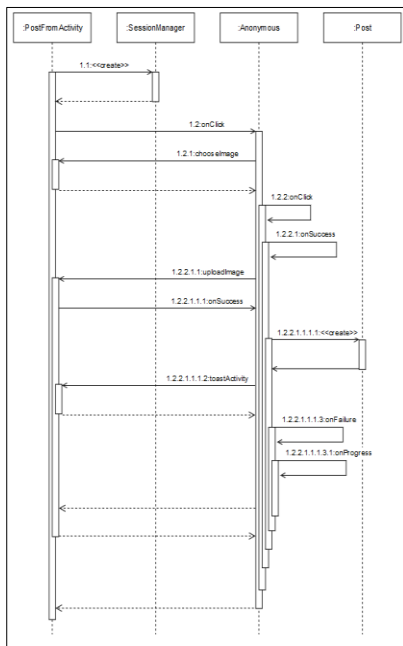 :PostFromActivity :SessionManager :Anonymous :Post
1.1:<<create>>
1.2:onClick
1.2.1:chooseImage
1.2.2:onClick
1.2.2.1:onSuccess
1.2.2.1.1:uploadImage
1.2.2.1.1.1:onSuccess
1.2.2.1.1.1.1:<<create>>
1.2.2.1.1.1.2:toastActivity
1.2.2.1.1.1.3:onFailure
1.2.2.1.1.1.3.1:onProgress